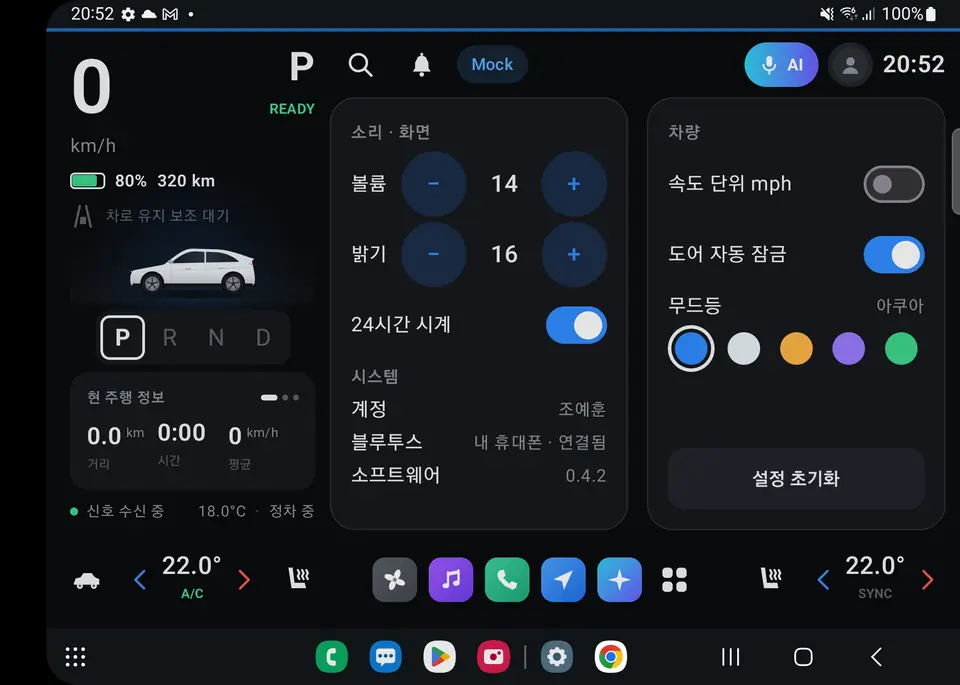 20:52
100%
0
P
READY
km/h
80% 320 km
차로 유지 보조 대기
P R N D
현 주행 정보
0.0 km 0:00 0 km/h
거리 시간 평균
신호 수신 중 18.0°C · 정차 중
Mock
AI
20:52
소리 · 화면
볼륨 − 14 +
밝기 − 16 +
24시간 시계
시스템
계정 조예훈
블루투스 내 휴대폰 · 연결됨
소프트웨어 0.4.2
차량
속도 단위 mph
도어 자동 잠금
무드등 아쿠아
설정 초기화
22.0°
A/C
22.0°
SYNC